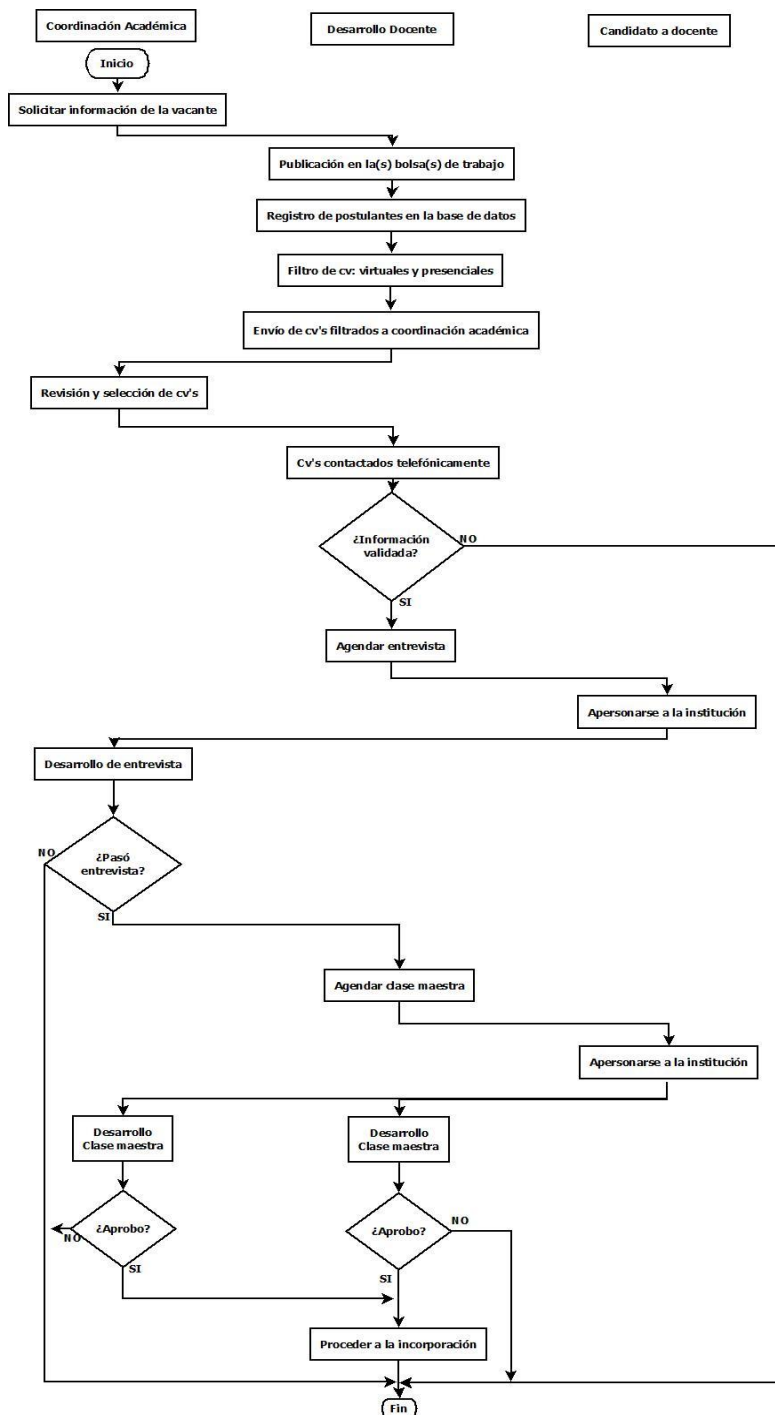 Coordinación Académica
Desarrollo Docente
Candidato a docente
Inicio
Solicitar información de la vacante
Publicación en la(s) bolsa(s) de trabajo
Registro de postulantes en la base de datos
Filtro de cv: virtuales y presenciales
Envío de cv's filtrados a coordinación académica
Revisión y selección de cv's
Cv's contactados telefónicamente
¿Información
validada?
NO
SI
Agendar entrevista
Apersonarse a la institución
Desarrollo de entrevista
¿Pasó
entrevista?
NO
SI
Agendar clase maestra
Apersonarse a la institución
Desarrollo
Clase maestra
Desarrollo
Clase maestra
¿Aprobo?
NO
SI
¿Aprobo?
NO
SI
Proceder a la incorporación
Fin